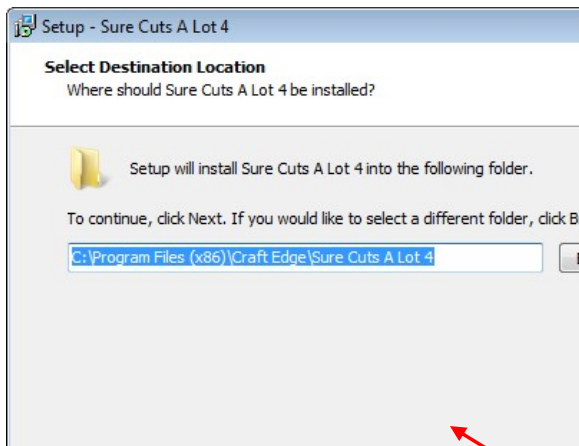 Setup - Sure Cuts A Lot 4
Select Destination Location
Where should Sure Cuts A Lot 4 be installed?
Setup will install Sure Cuts A Lot 4 into the following folder.
To continue, click Next. If you would like to select a different folder, click
C:\Program Files (x86)\Craft Edge\Sure Cuts A Lot 4